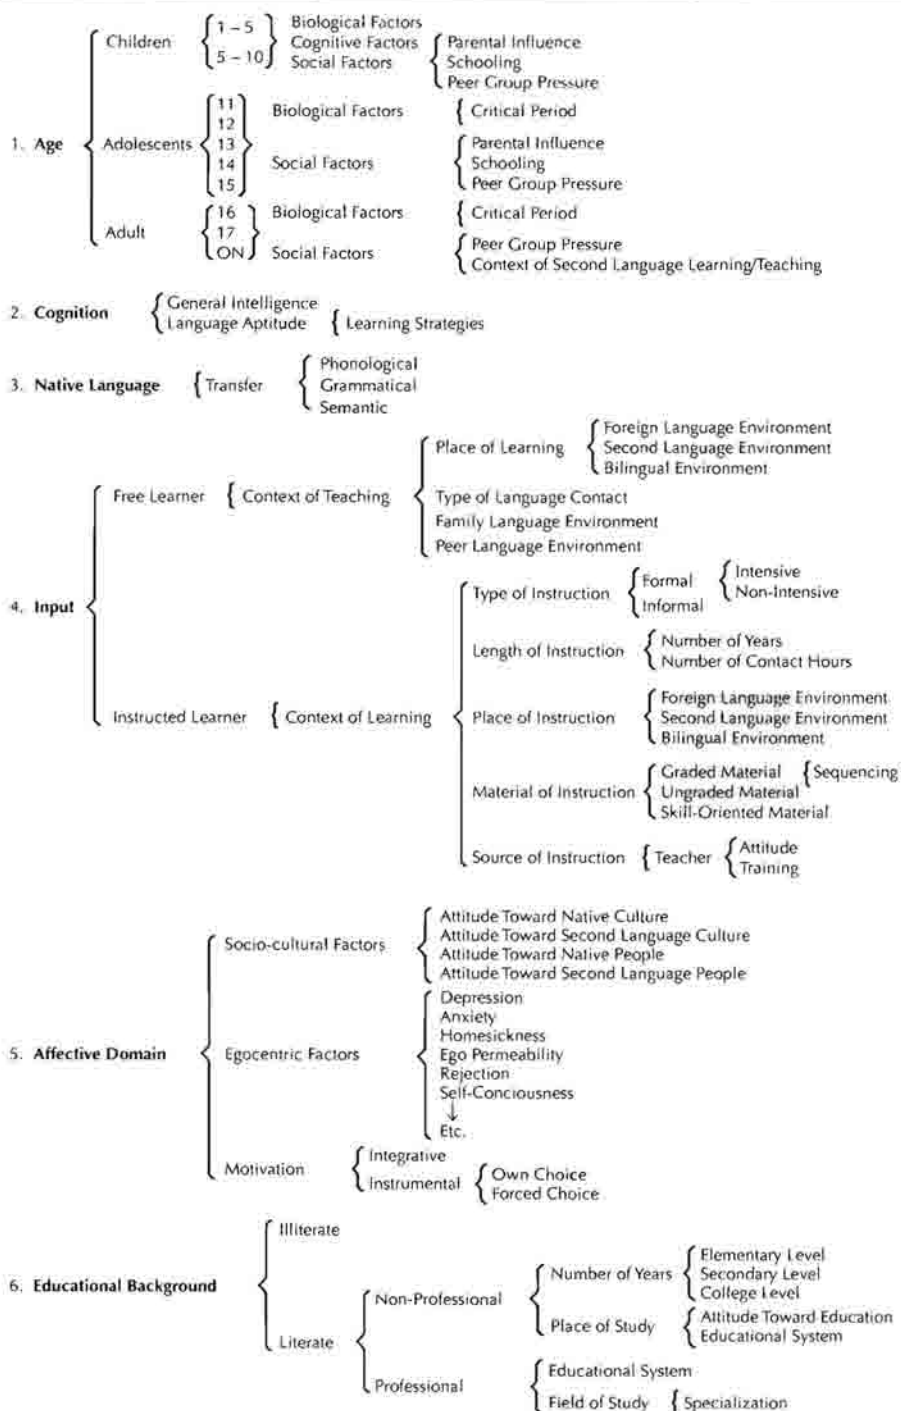 1 – 5 Biological Factors
Children Cognitive Factors Parental Influence
5 – 10 Social Factors Schooling
Peer Group Pressure
11 Biological Factors Critical Period
12
1. Age Adolescents 13 Parental Influence
14 Social Factors Schooling
15 Peer Group Pressure
16 Biological Factors Critical Period
Adult 17 Peer Group Pressure
ON Social Factors Context of Second Language Learning/Teaching
General Intelligence
2. Cognition Language Aptitude Learning Strategies
Phonological
3. Native Language Transfer Grammatical
Semantic
Foreign Language Environment
Place of Learning Second Language Environment
Bilingual Environment
Free Learner Context of Teaching Type of Language Contact
Family Language Environment
Peer Language Environment
Intensive
Type of Instruction Formal Non-Intensive
4. Input Informal
Number of Years
Length of Instruction Number of Contact Hours
Foreign Language Environment
Instructed Learner Context of Learning Place of Instruction Second Language Environment
Bilingual Environment
Graded Material Sequencing
Material of Instruction Ungraded Material
Skill-Oriented Material
Attitude
Source of Instruction Teacher Training
Attitude Toward Native Culture
Socio-cultural Factors Attitude Toward Second Language Culture
Attitude Toward Native People
Attitude Toward Second Language People
Depression
Anxiety
Homesickness
5. Affective Domain Egocentric Factors Ego Permeability
Rejection
Self-Conciousness
Etc.
Integrative
Motivation Instrumental Own Choice
Forced Choice
Illiterate
Elementary Level
Number of Years Secondary Level
6. Educational Background Non-Professional College Level
Place of Study Attitude Toward Education
Literate Educational System
Educational System
Professional Field of Study Specialization